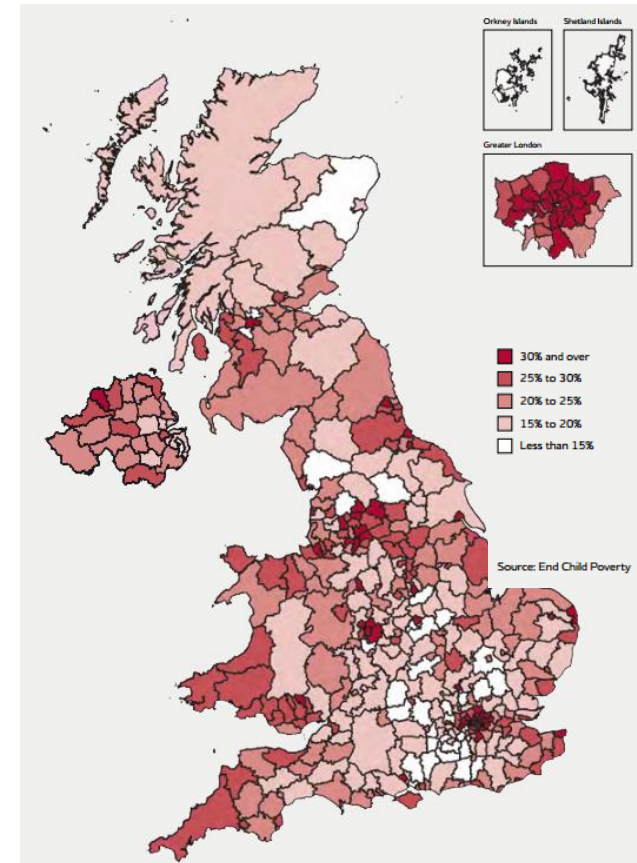 Orkney Islands
Shetland Islands
Greater London
30% and over
25% to 30%
20% to 25%
15% to 20%
Less than 15%
Source: End Child Poverty